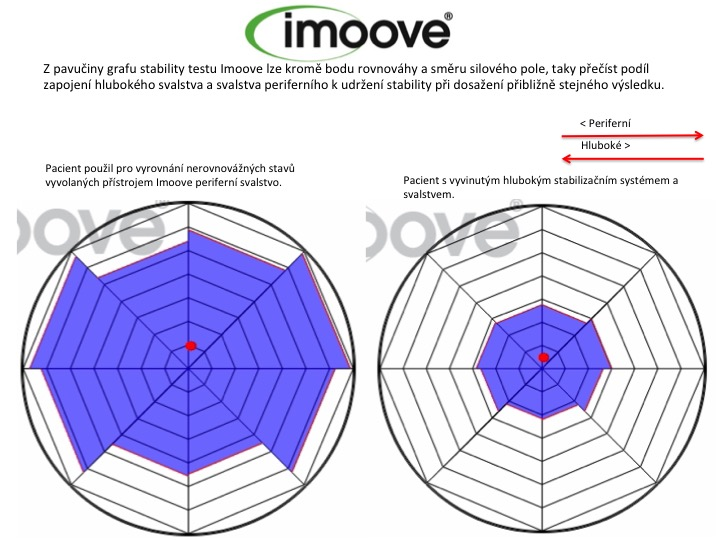 imoove®
Z pavučiny grafu stability testu Imoove lze kromě bodu rovnováhy a směru silového pole, taky přečíst podíl
zapojení hlubokého svalstva a svalstva periferního k udržení stability při dosažení přibližně stejného výsledku.
< Periferní
Hluboké >
Pacient použil pro vyrovnání nerovnovážných stavů
vyvolaných přístrojem Imoove periferní svalstvo.
Pacient s vyvinutým hlubokým stabilizačním systémem a
svalstvem.
oove®
oove®